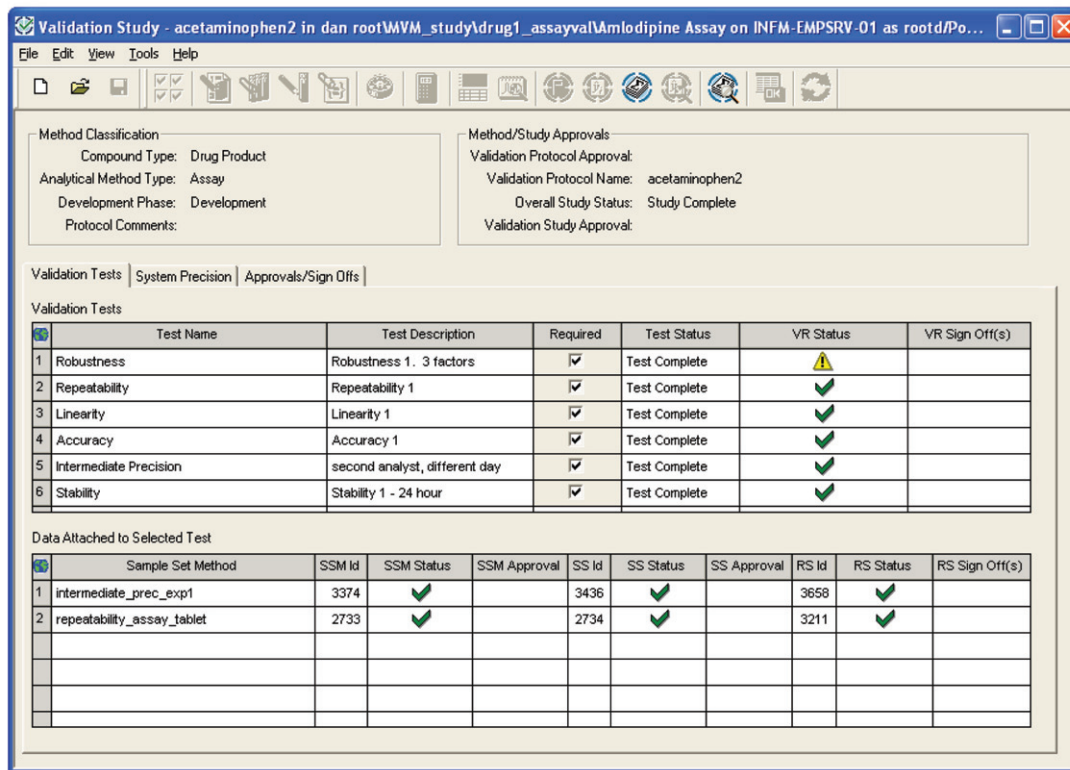 Validation Study - acetaminophen2 in dan root\MVM_study\drug1_assayval\Amlodipine Assay on INFM-EMPSRV-01 as rootd/Po...
File Edit View Tools Help
OK
Method Classification
Compound Type: Drug Product
Analytical Method Type: Assay
Development Phase: Development
Protocol Comments:
Method/Study Approvals
Validation Protocol Approval:
Validation Protocol Name: acetaminophen2
Overall Study Status: Study Complete
Validation Study Approval:
Validation Tests System Precision Approvals/Sign Offs
Validation Tests
Test Name Test Description Required Test Status VR Status VR Sign Off(s)
1 Robustness Robustness 1. 3 factors Test Complete
2 Repeatability Repeatability 1 Test Complete
3 Linearity Linearity 1 Test Complete
4 Accuracy Accuracy 1 Test Complete
5 Intermediate Precision second analyst, different day Test Complete
6 Stability Stability 1 - 24 hour Test Complete
Data Attached to Selected Test
Sample Set Method SSM Id SSM Status SSM Approval SS Id SS Status SS Approval RS Id RS Status RS Sign Off(s)
1 intermediate_prec_exp1 3374 3436 3658
2 repeatability_assay_tablet 2733 2734 3211